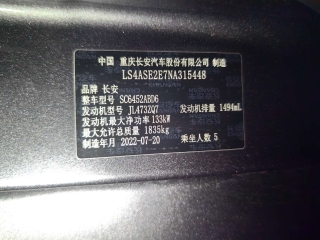 中国 重庆长安汽车股份有限公司 制造
LS4ASE2E7NA315448
品牌 长安
整车型号 SC6452ABD6
发动机型号 JL473ZQ7 发动机排量 1494mL
发动机最大净功率 133kW
最大允许总质量 1835kg
制造年月 2022-07-20 乘坐人数 5